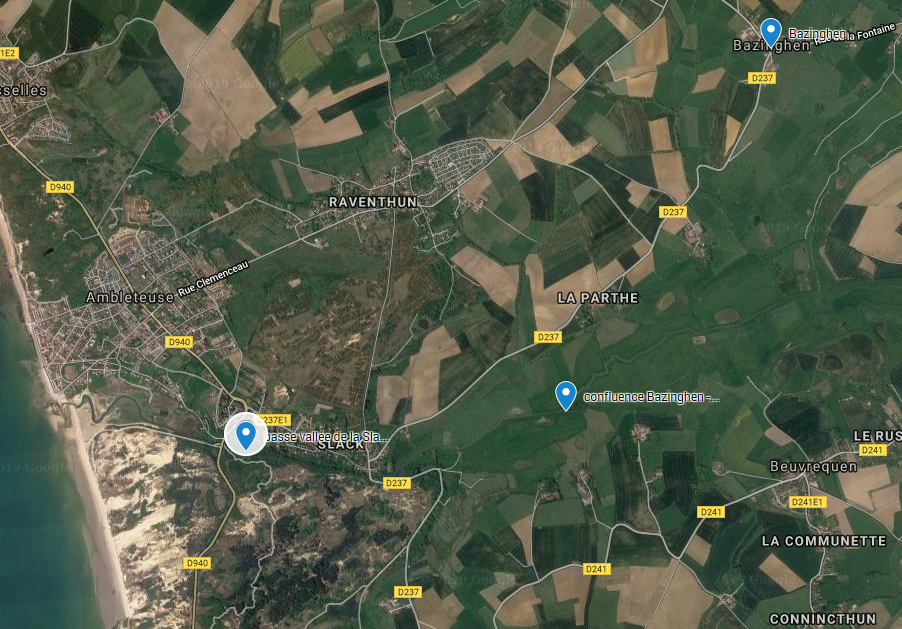 Bazinghen
Bazinghen
la Fontaine
1E2
D237
sselles
D940
RAVENTHUN
D237
Rue Clemenceau
Ambleteuse
LA PARTHE
D237
D940
confluence Bazinghen -...
D237E1
basse vallée de la Sla...
SLACK
LE RUS
D241
Beuvrequen
D237
D241E1
D241
LA COMMUNETTE
D940
D241
D237
CONNINCTHUN